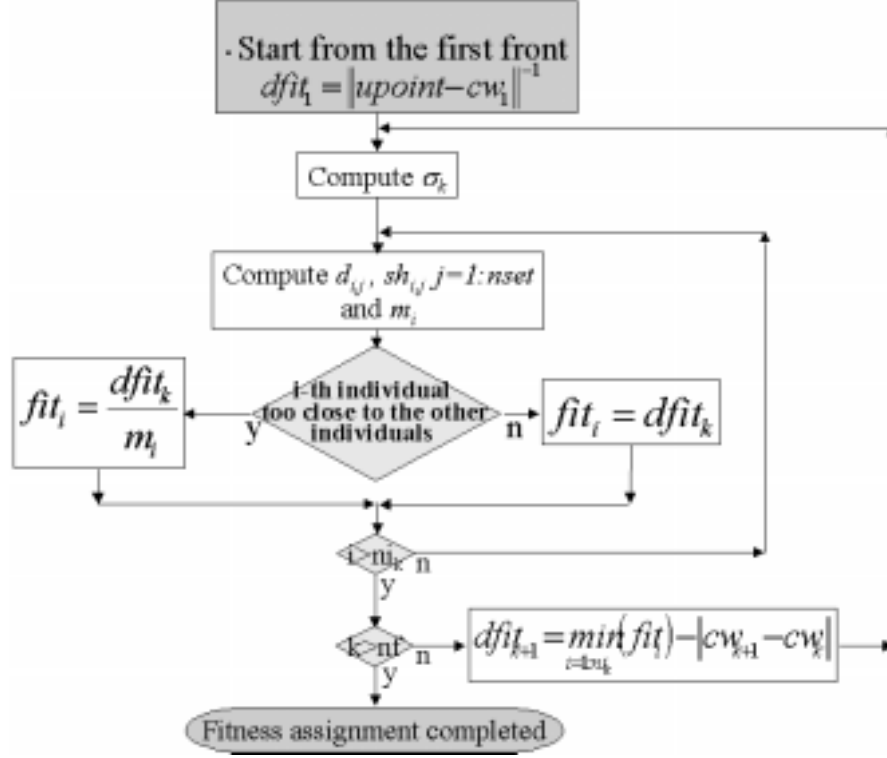 · Start from the first front
dfit₁ = ‖upoint−cw₁‖⁻¹
Compute σₖ
Compute dᵢ,ⱼ, shᵢ,ⱼ j=1:nset
and mᵢ
i-th individual
too close to the other
individuals
y
n
fitᵢ = dfitₖ / mᵢ
fitᵢ = dfitₖ
i>niₖ
n
y
k>nf
n
y
dfitₖ₊₁ = min(fitᵢ)−|cwₖ₊₁−cwₖ|
Fitness assignment completed